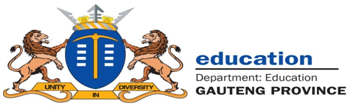 UNITY
IN
DIVERSITY
education
Department: Education
GAUTENG PROVINCE